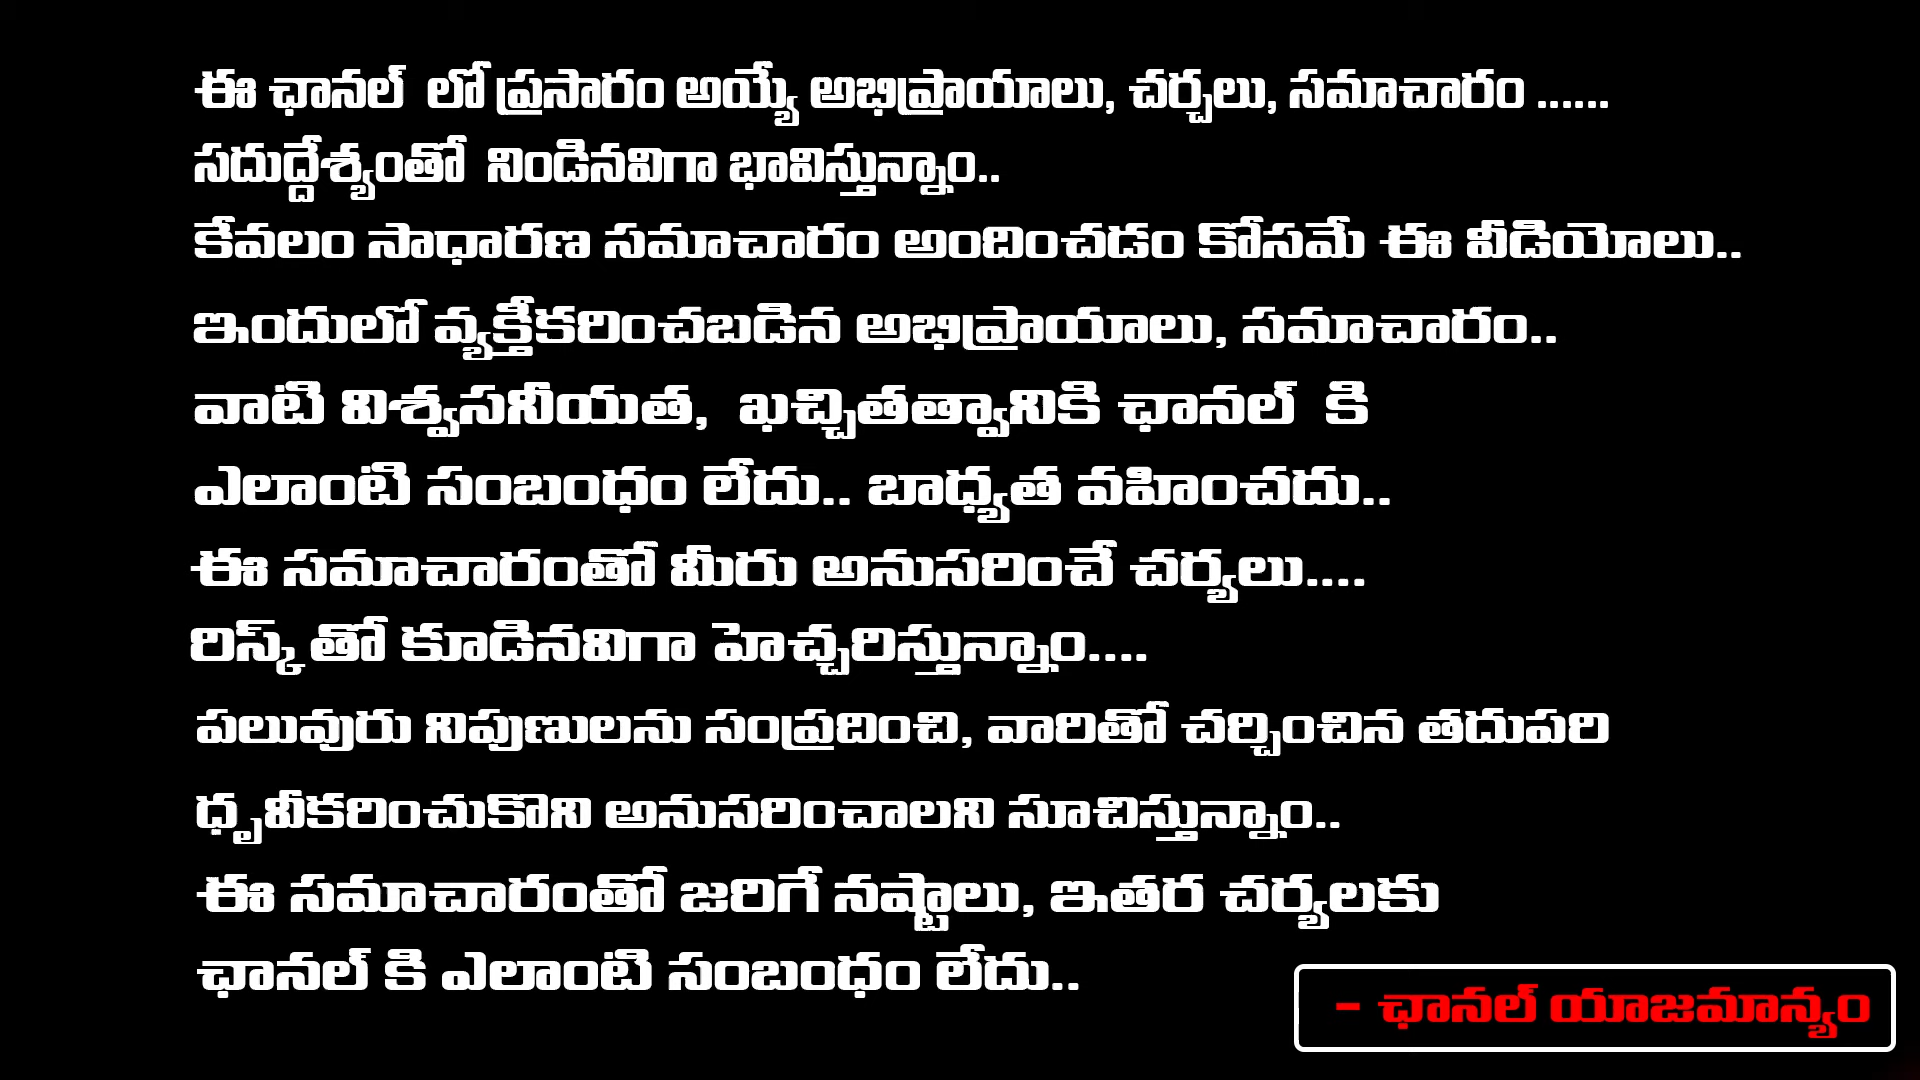 ఈ ఛానల్ లో ప్రసారం అయ్యే అభిప్రాయాలు, చర్చలు, సమాచారం ......
సదుద్దేశ్యంతో నిండినవిగా భావిస్తున్నాం..
కేవలం సాధారణ సమాచారం అందించడం కోసమే ఈ వీడియోలు..
ఇందులో వ్యక్తీకరించబడిన అభిప్రాయాలు, సమాచారం..
వాటి విశ్వసనీయత, ఖచ్చితత్వానికి ఛానల్ కి
ఎలాంటి సంబంధం లేదు.. బాధ్యత వహించదు..
ఈ సమాచారంతో మీరు అనుసరించే చర్యలు....
రిస్క్ తో కూడినవిగా హెచ్చరిస్తున్నాం....
పలువురు నిపుణులను సంప్రదించి, వారితో చర్చించిన తదుపరి
ధృవీకరించుకొని అనుసరించాలని సూచిస్తున్నాం..
ఈ సమాచారంతో జరిగే నష్టాలు, ఇతర చర్యలకు
ఛానల్ కి ఎలాంటి సంబంధం లేదు..
- ఛానల్ యాజమాన్యం